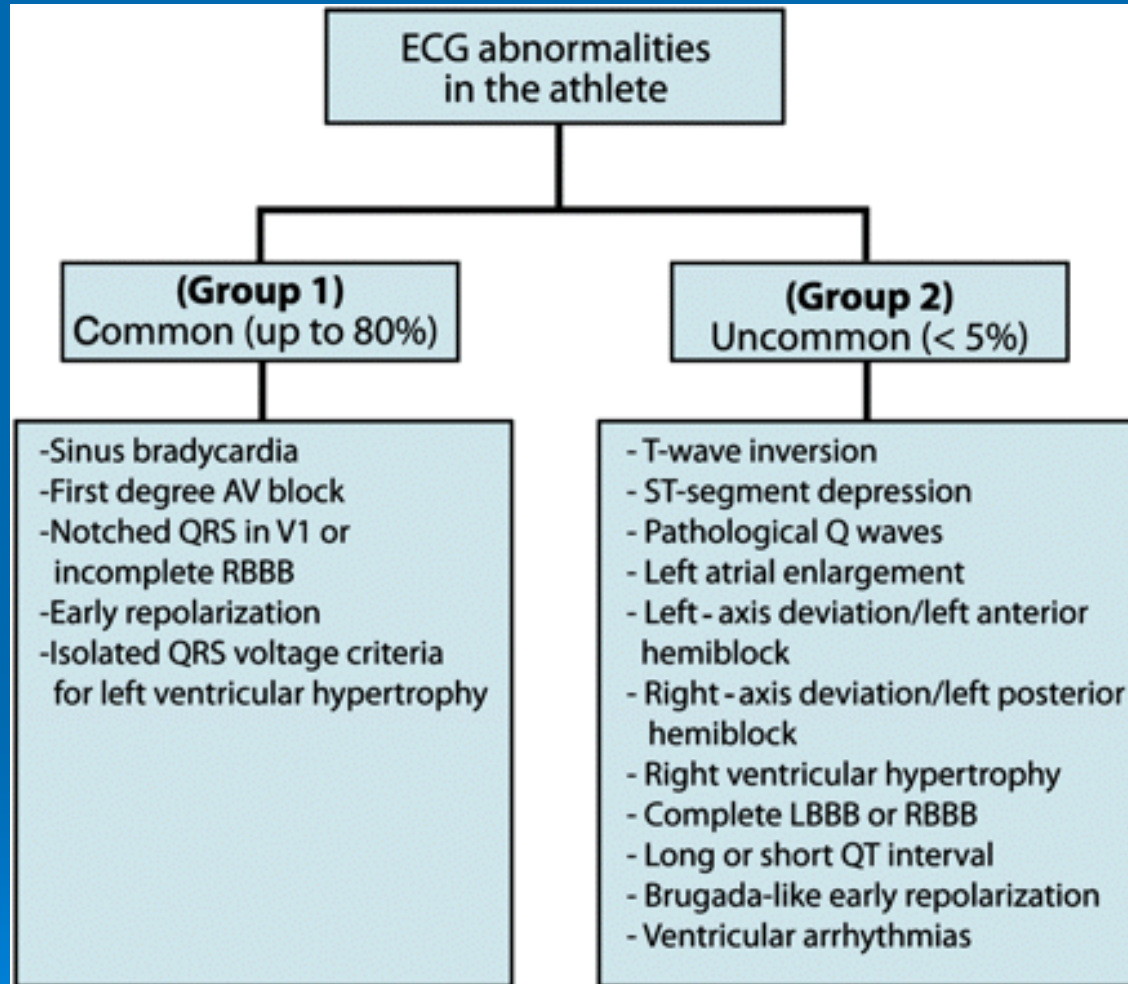 ECG abnormalities
in the athlete
(Group 1)
Common (up to 80%)
-Sinus bradycardia
-First degree AV block
-Notched QRS in V1 or
incomplete RBBB
-Early repolarization
-Isolated QRS voltage criteria
for left ventricular hypertrophy
(Group 2)
Uncommon (< 5%)
- T-wave inversion
- ST-segment depression
- Pathological Q waves
- Left atrial enlargement
- Left - axis deviation/left anterior
hemiblock
- Right - axis deviation/left posterior
hemiblock
- Right ventricular hypertrophy
- Complete LBBB or RBBB
- Long or short QT interval
- Brugada-like early repolarization
- Ventricular arrhythmias